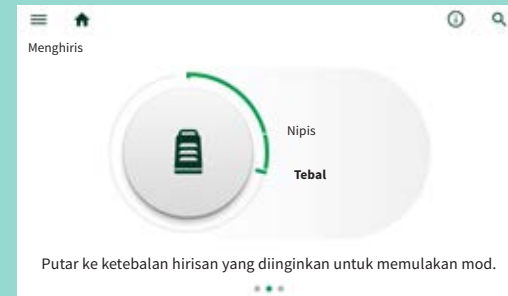 Menghiris
Nipis
Tebal
Putar ke ketebalan hirisan yang diinginkan untuk memulakan mod.